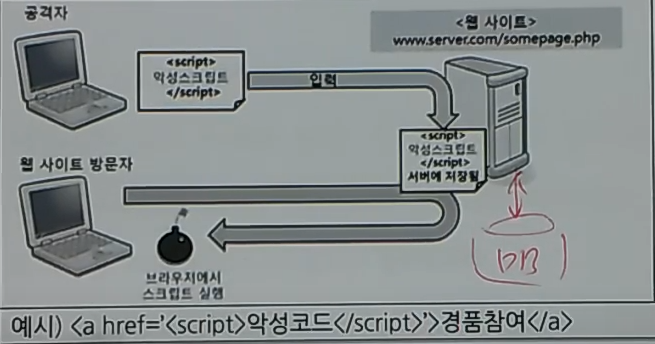 공격자
<웹 사이트>
www.server.com/somepage.php
<script>
악성스크립트
</script>
입력
<script>
악성스크립트
</script>
서버에 저장됨
웹 사이트 방문자
브라우저에서
스크립트 실행
DB
예시) <a href='<script>악성코드</script>'>경품참여</a>